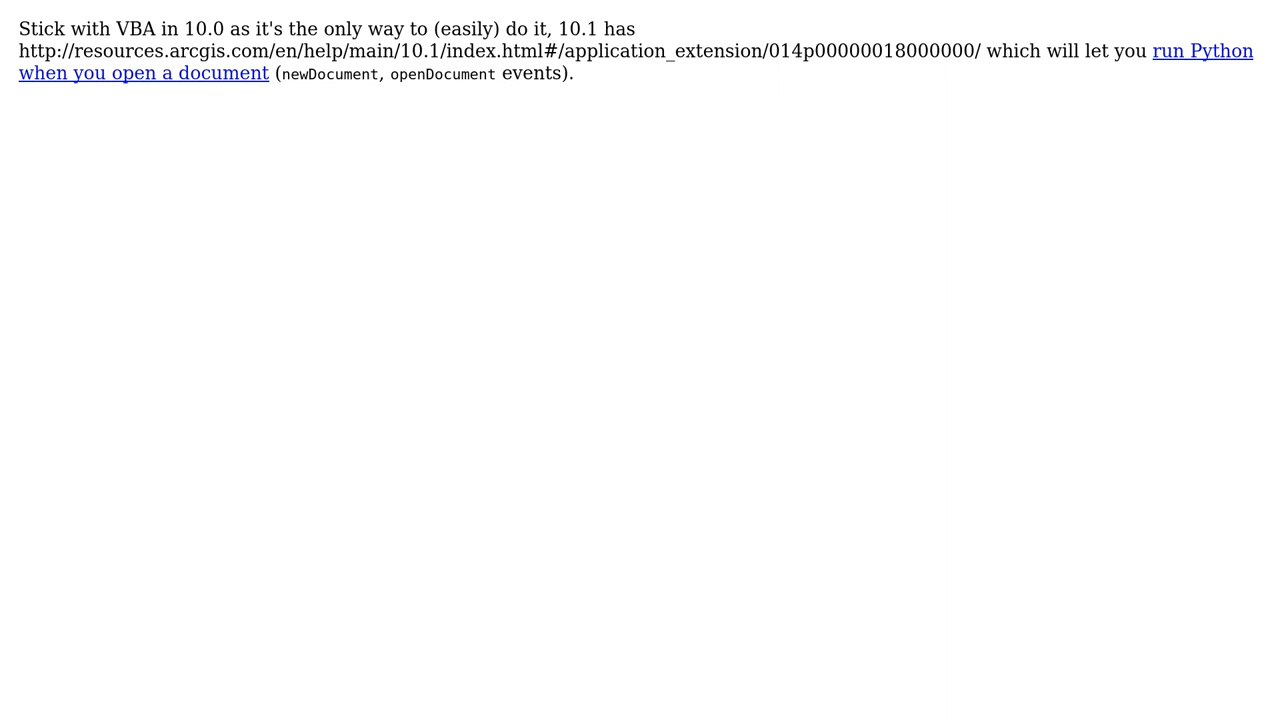 Stick with VBA in 10.0 as it's the only way to (easily) do it, 10.1 has
http://resources.arcgis.com/en/help/main/10.1/index.html#/application_extension/014p00000018000000/ which will let you run Python
when you open a document (newDocument, openDocument events).